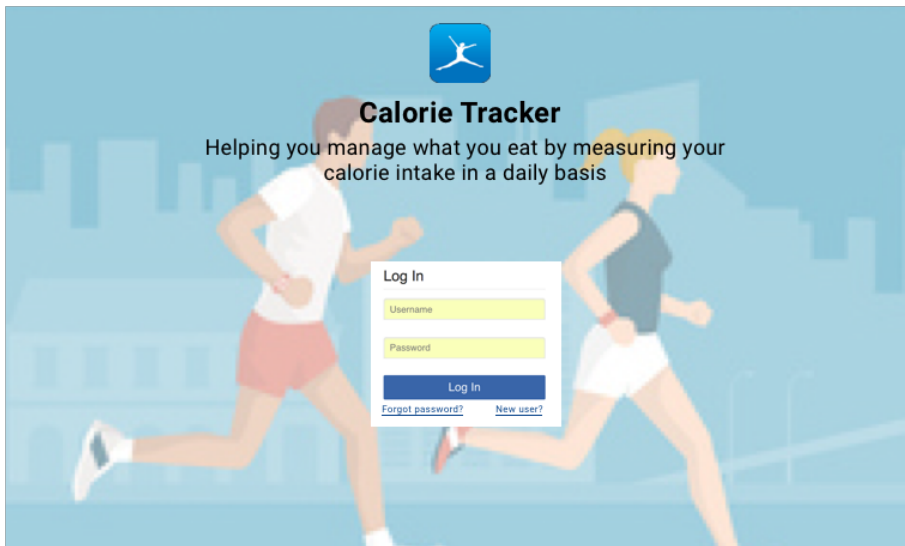 Calorie Tracker
Helping you manage what you eat by measuring your
calorie intake in a daily basis
Log In
Username
Password
Log In
Forgot password? New user?